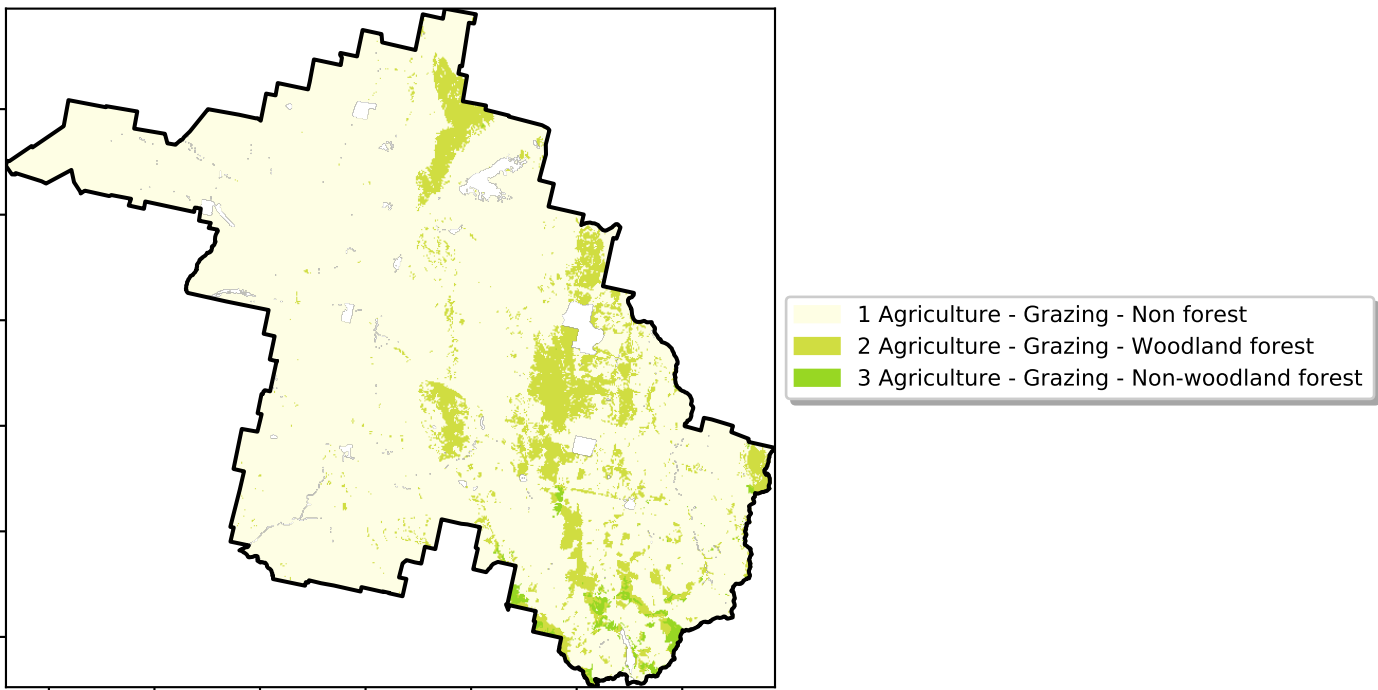 1 Agriculture - Grazing - Non forest
2 Agriculture - Grazing - Woodland forest
3 Agriculture - Grazing - Non-woodland forest